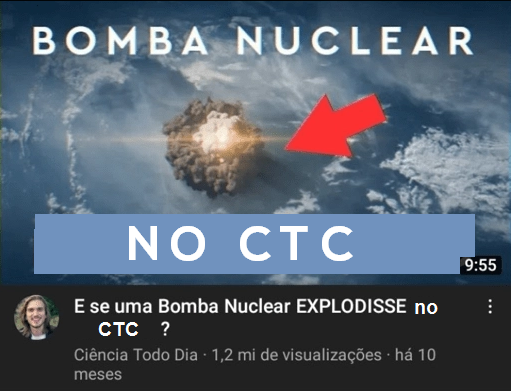 BOMBA NUCLEAR
NO CTC
9:55
E se uma Bomba Nuclear EXPLODISSE no
CTC ?
Ciência Todo Dia · 1,2 mi de visualizações · há 10
meses